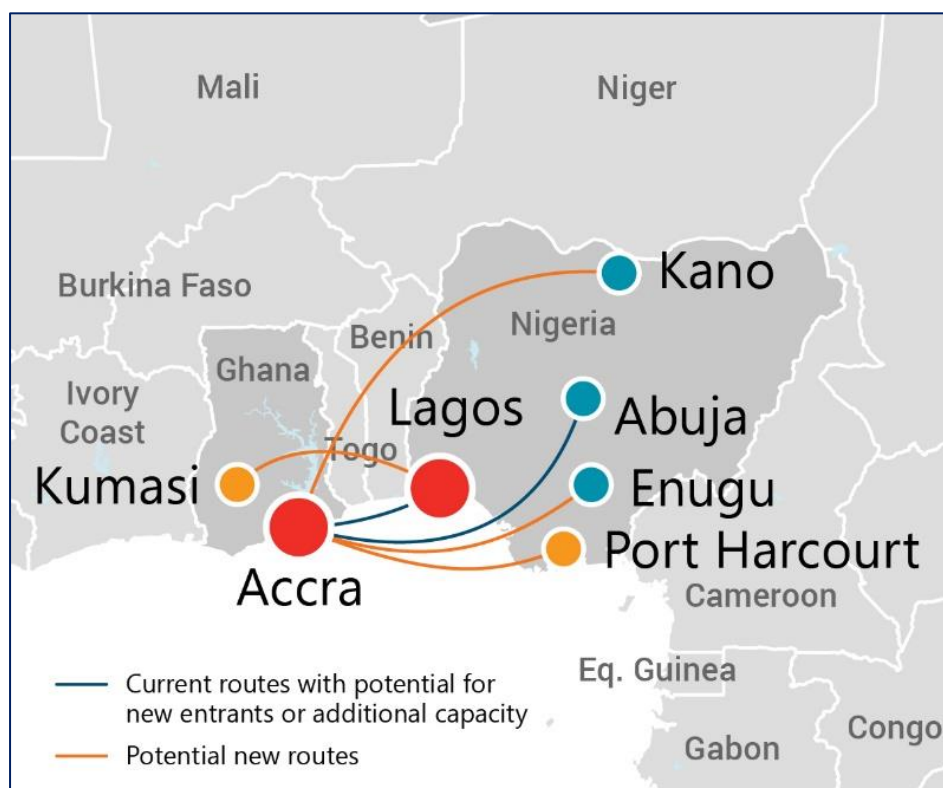 Mali
Niger
Burkina Faso
Kano
Nigeria
Benin
Ghana
Ivory
Coast
Lagos
Abuja
Togo
Kumasi
Enugu
Port Harcourt
Accra
Cameroon
Eq. Guinea
Gabon
Congo
Current routes with potential for
new entrants or additional capacity
Potential new routes